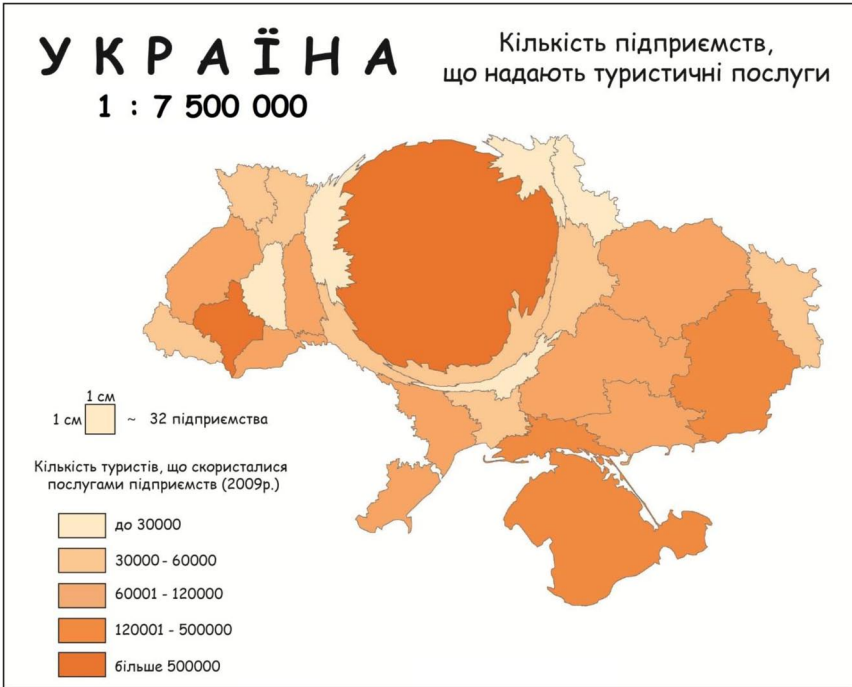 УКРАЇНА
1 : 7 500 000
Кількість підприємств,
що надають туристичні послуги
1 см
1 см ~ 32 підприємства
Кількість туристів, що скористалися
послугами підприємств (2009р.)
до 30000
30000 - 60000
60001 - 120000
120001 - 500000
більше 500000